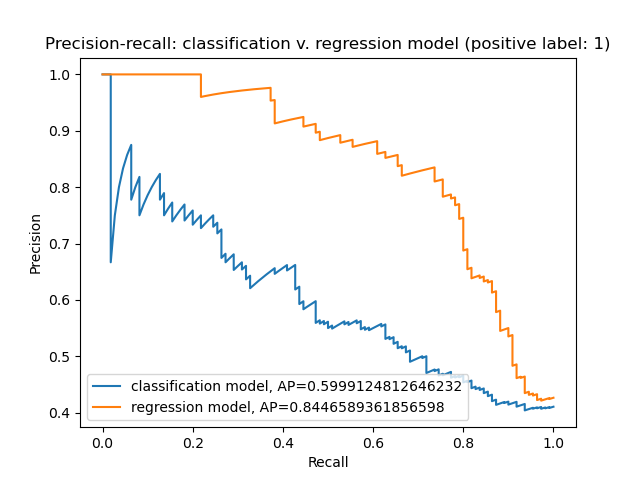 Precision-recall: classification v. regression model (positive label: 1)
1.0
0.9
0.8
0.7
0.6
0.5
0.4
Precision
classification model, AP=0.5999124812646232
regression model, AP=0.8446589361856598
0.0 0.2 0.4 0.6 0.8 1.0
Recall